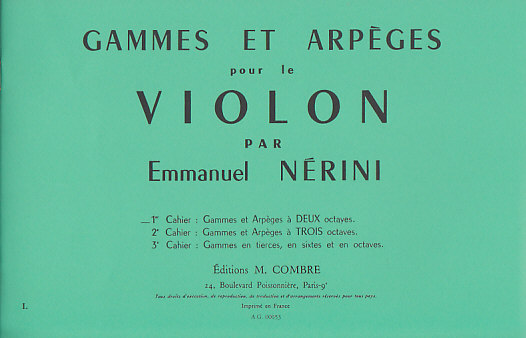 GAMMES ET ARPÈGES
pour le
VIOLON
PAR
Emmanuel NÉRINI
1er Cahier : Gammes et Arpèges à DEUX octaves.
2e Cahier : Gammes et Arpèges à TROIS octaves.
3e Cahier : Gammes en tierces, en sixtes et en octaves.
Éditions M. COMBRE
24, Boulevard Poissonnière, Paris-9e
Tous droits d'exécution, de reproduction, de traduction et d'arrangements réservés pour tous pays.
L
Imprimé en France
A G. 00053